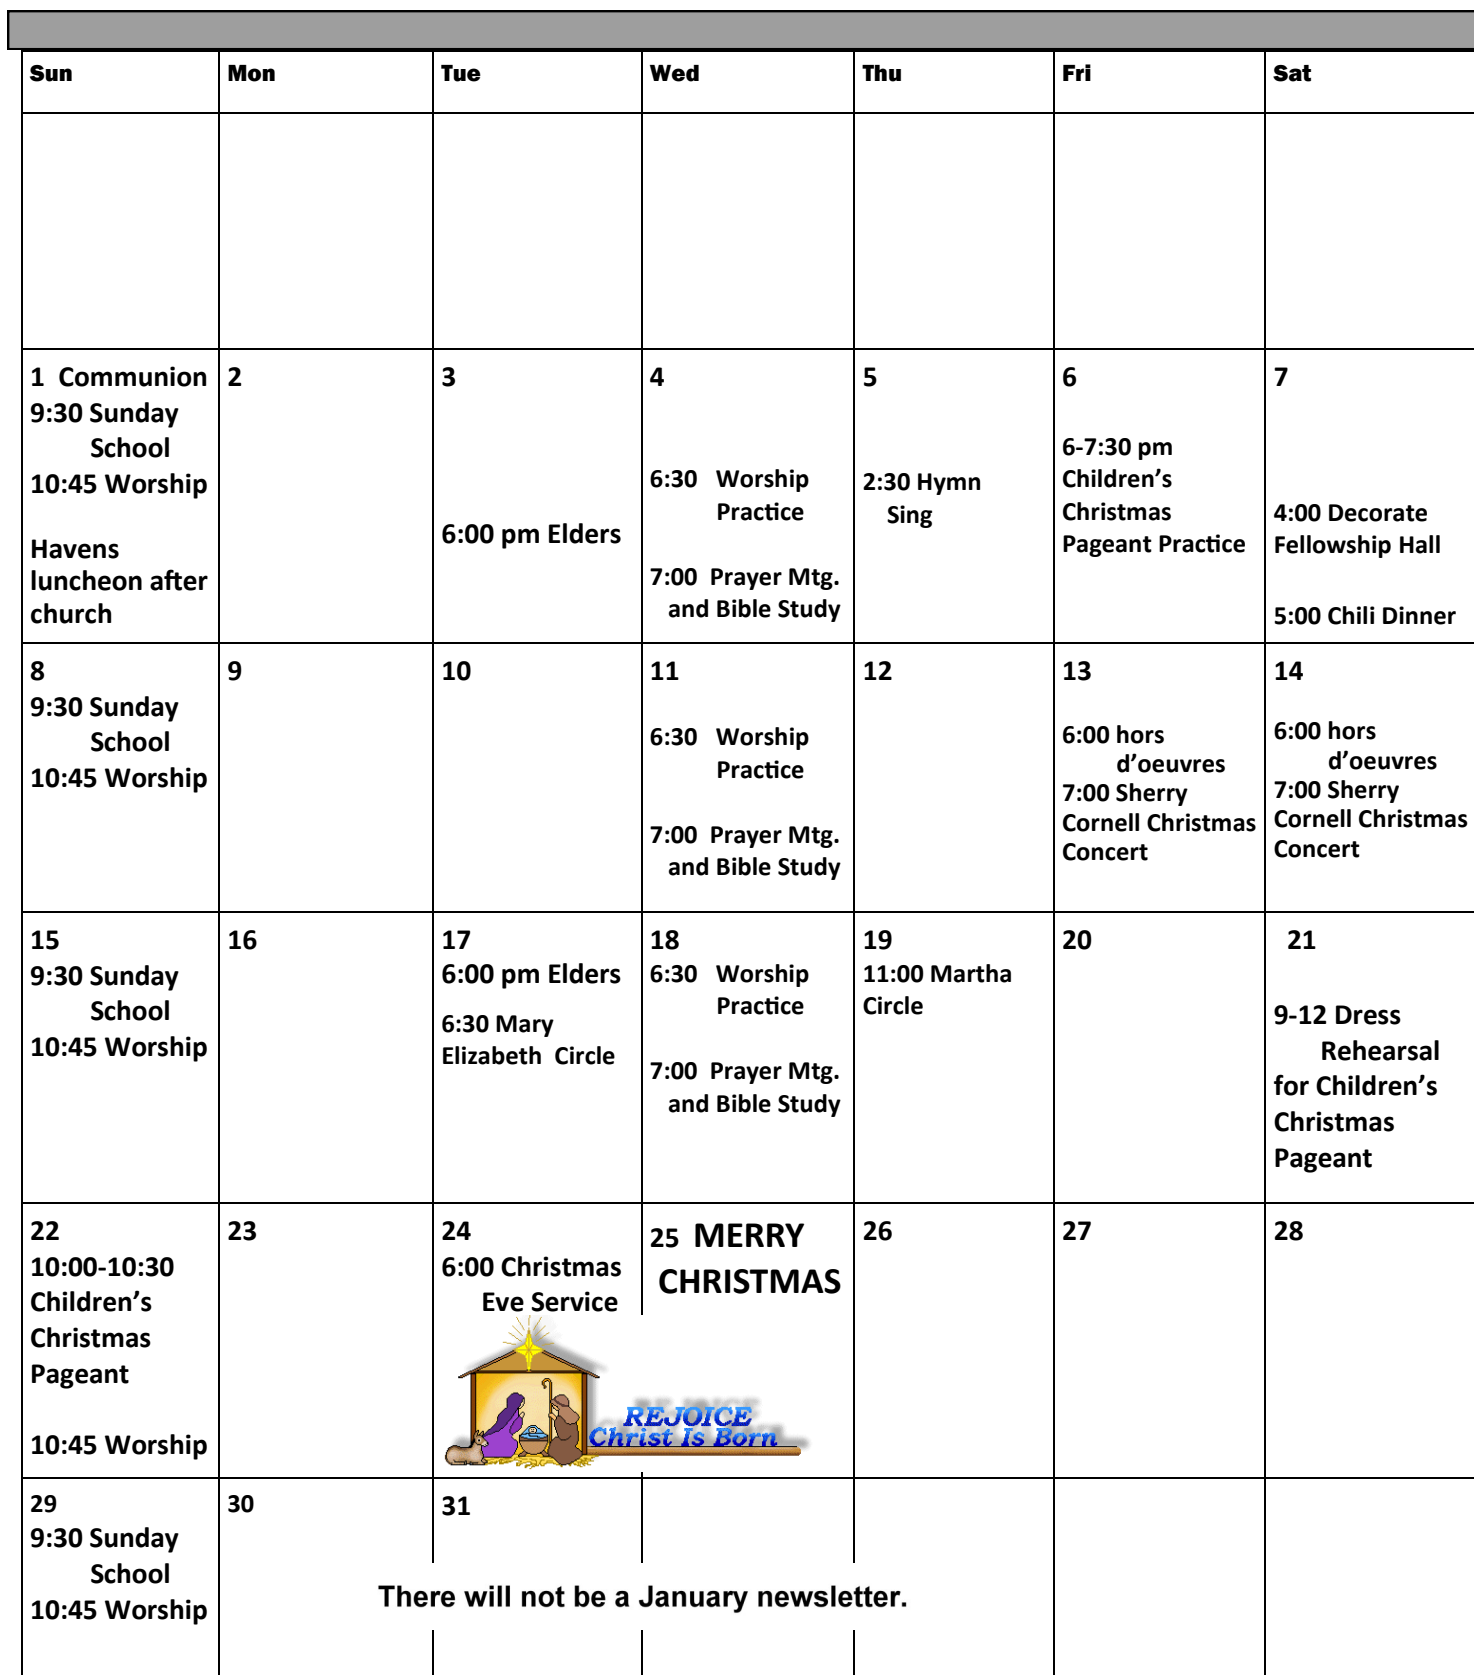 Sun Mon Tue Wed Thu Fri Sat
1 Communion
9:30 Sunday
School
10:45 Worship
Havens
luncheon after
church
2
3
6:00 pm Elders
4
6:30 Worship
Practice
7:00 Prayer Mtg.
and Bible Study
5
2:30 Hymn
Sing
6
6-7:30 pm
Children’s
Christmas
Pageant Practice
7
4:00 Decorate
Fellowship Hall
5:00 Chili Dinner
8
9:30 Sunday
School
10:45 Worship
9
10
11
6:30 Worship
Practice
7:00 Prayer Mtg.
and Bible Study
12
13
6:00 hors
d’oeuvres
7:00 Sherry
Cornell Christmas
Concert
14
6:00 hors
d’oeuvres
7:00 Sherry
Cornell Christmas
Concert
15
9:30 Sunday
School
10:45 Worship
16
17
6:00 pm Elders
6:30 Mary
Elizabeth Circle
18
6:30 Worship
Practice
7:00 Prayer Mtg.
and Bible Study
19
11:00 Martha
Circle
20
21
9-12 Dress
Rehearsal
for Children’s
Christmas
Pageant
22
10:00-10:30
Children’s
Christmas
Pageant
10:45 Worship
23
24
6:00 Christmas
Eve Service
25 MERRY
CHRISTMAS
REJOICE
Christ Is Born
26
27
28
29
9:30 Sunday
School
10:45 Worship
30
31
There will not be a January newsletter.